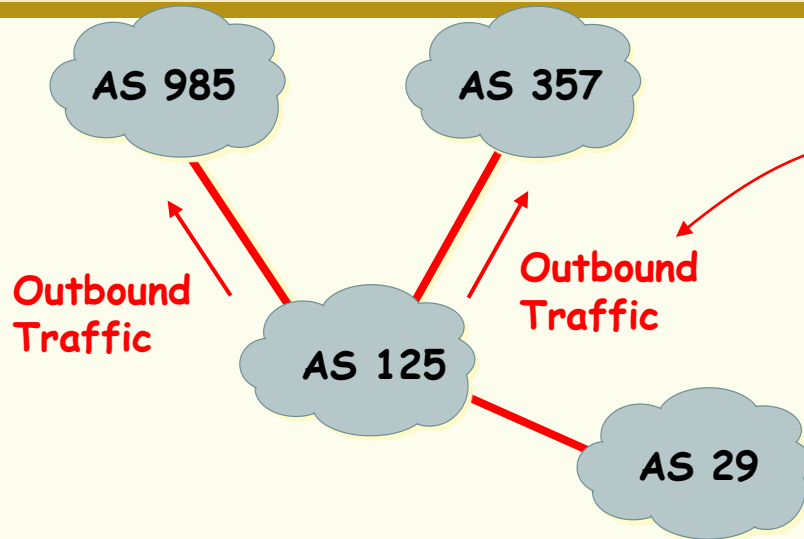 AS 985
AS 357
Outbound
Traffic
Outbound
Traffic
AS 125
AS 29